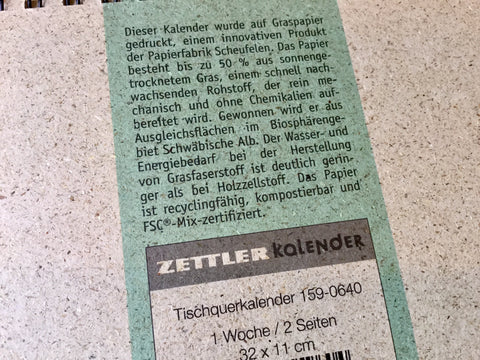 Dieser Kalender wurde auf Graspapier
gedruckt, einem innovativen Produkt
der Papierfabrik Scheufelen. Das Papier
besteht bis zu 50 % aus sonnenge-
trocknetem Gras, einem schnell nach-
wachsenden Rohstoff, der rein me-
chanisch und ohne Chemikalien auf-
bereitet wird. Gewonnen wird er aus
Ausgleichsflächen im Biosphärenge-
biet Schwäbische Alb. Der Wasser- und
Energiebedarf bei der Herstellung
von Grasfaserstoff ist deutlich gerin-
ger als bei Holzzellstoff. Das Papier
ist recyclingfähig, kompostierbar und
FSC®-Mix-zertifiziert.
ZETTLER kalender
Tischquerkalender 159-0640
1 Woche / 2 Seiten
32 x 11 cm